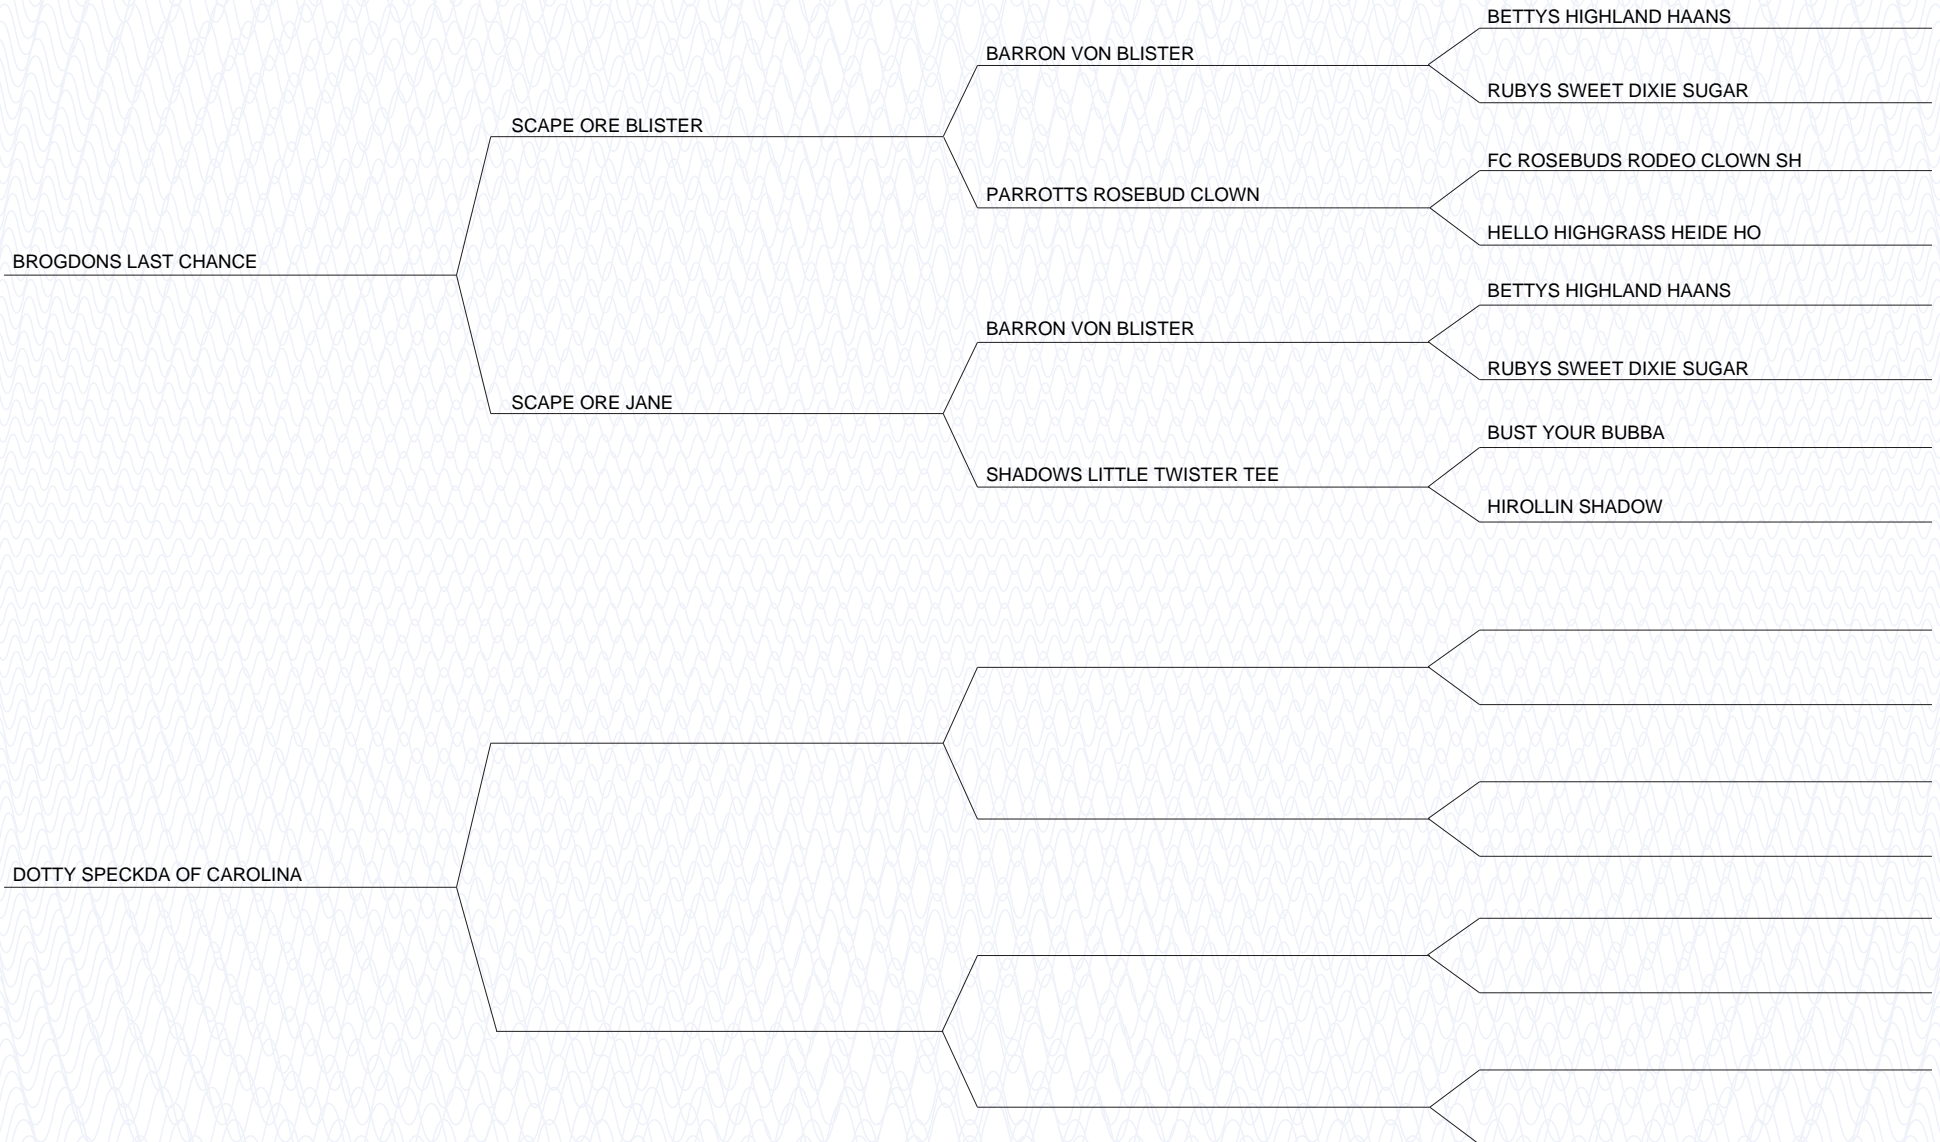 BETTYS HIGHLAND HAANS
BARRON VON BLISTER
RUBYS SWEET DIXIE SUGAR
SCAPE ORE BLISTER
FC ROSEBUDS RODEO CLOWN SH
PARROTTS ROSEBUD CLOWN
HELLO HIGHGRASS HEIDE HO
BROGDONS LAST CHANCE
BETTYS HIGHLAND HAANS
BARRON VON BLISTER
RUBYS SWEET DIXIE SUGAR
SCAPE ORE JANE
BUST YOUR BUBBA
SHADOWS LITTLE TWISTER TEE
HIROLLIN SHADOW
DOTTY SPECKDA OF CAROLINA